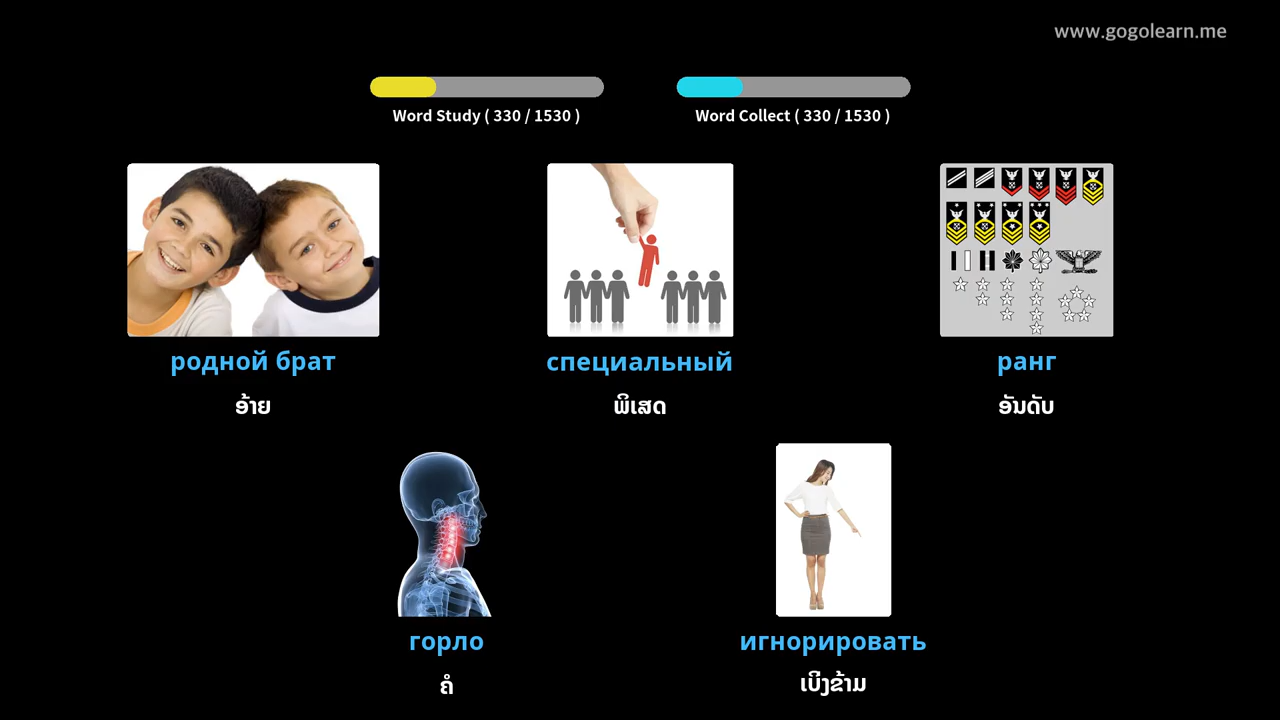 www.gogolearn.me
Word Study ( 330 / 1530 )
Word Collect ( 330 / 1530 )
родной брат
специальный
ранг
ອ້າຍ
ພິເສດ
ອັນດັບ
горло
игнорировать
ຄໍ
ເບິງຂ້າມ